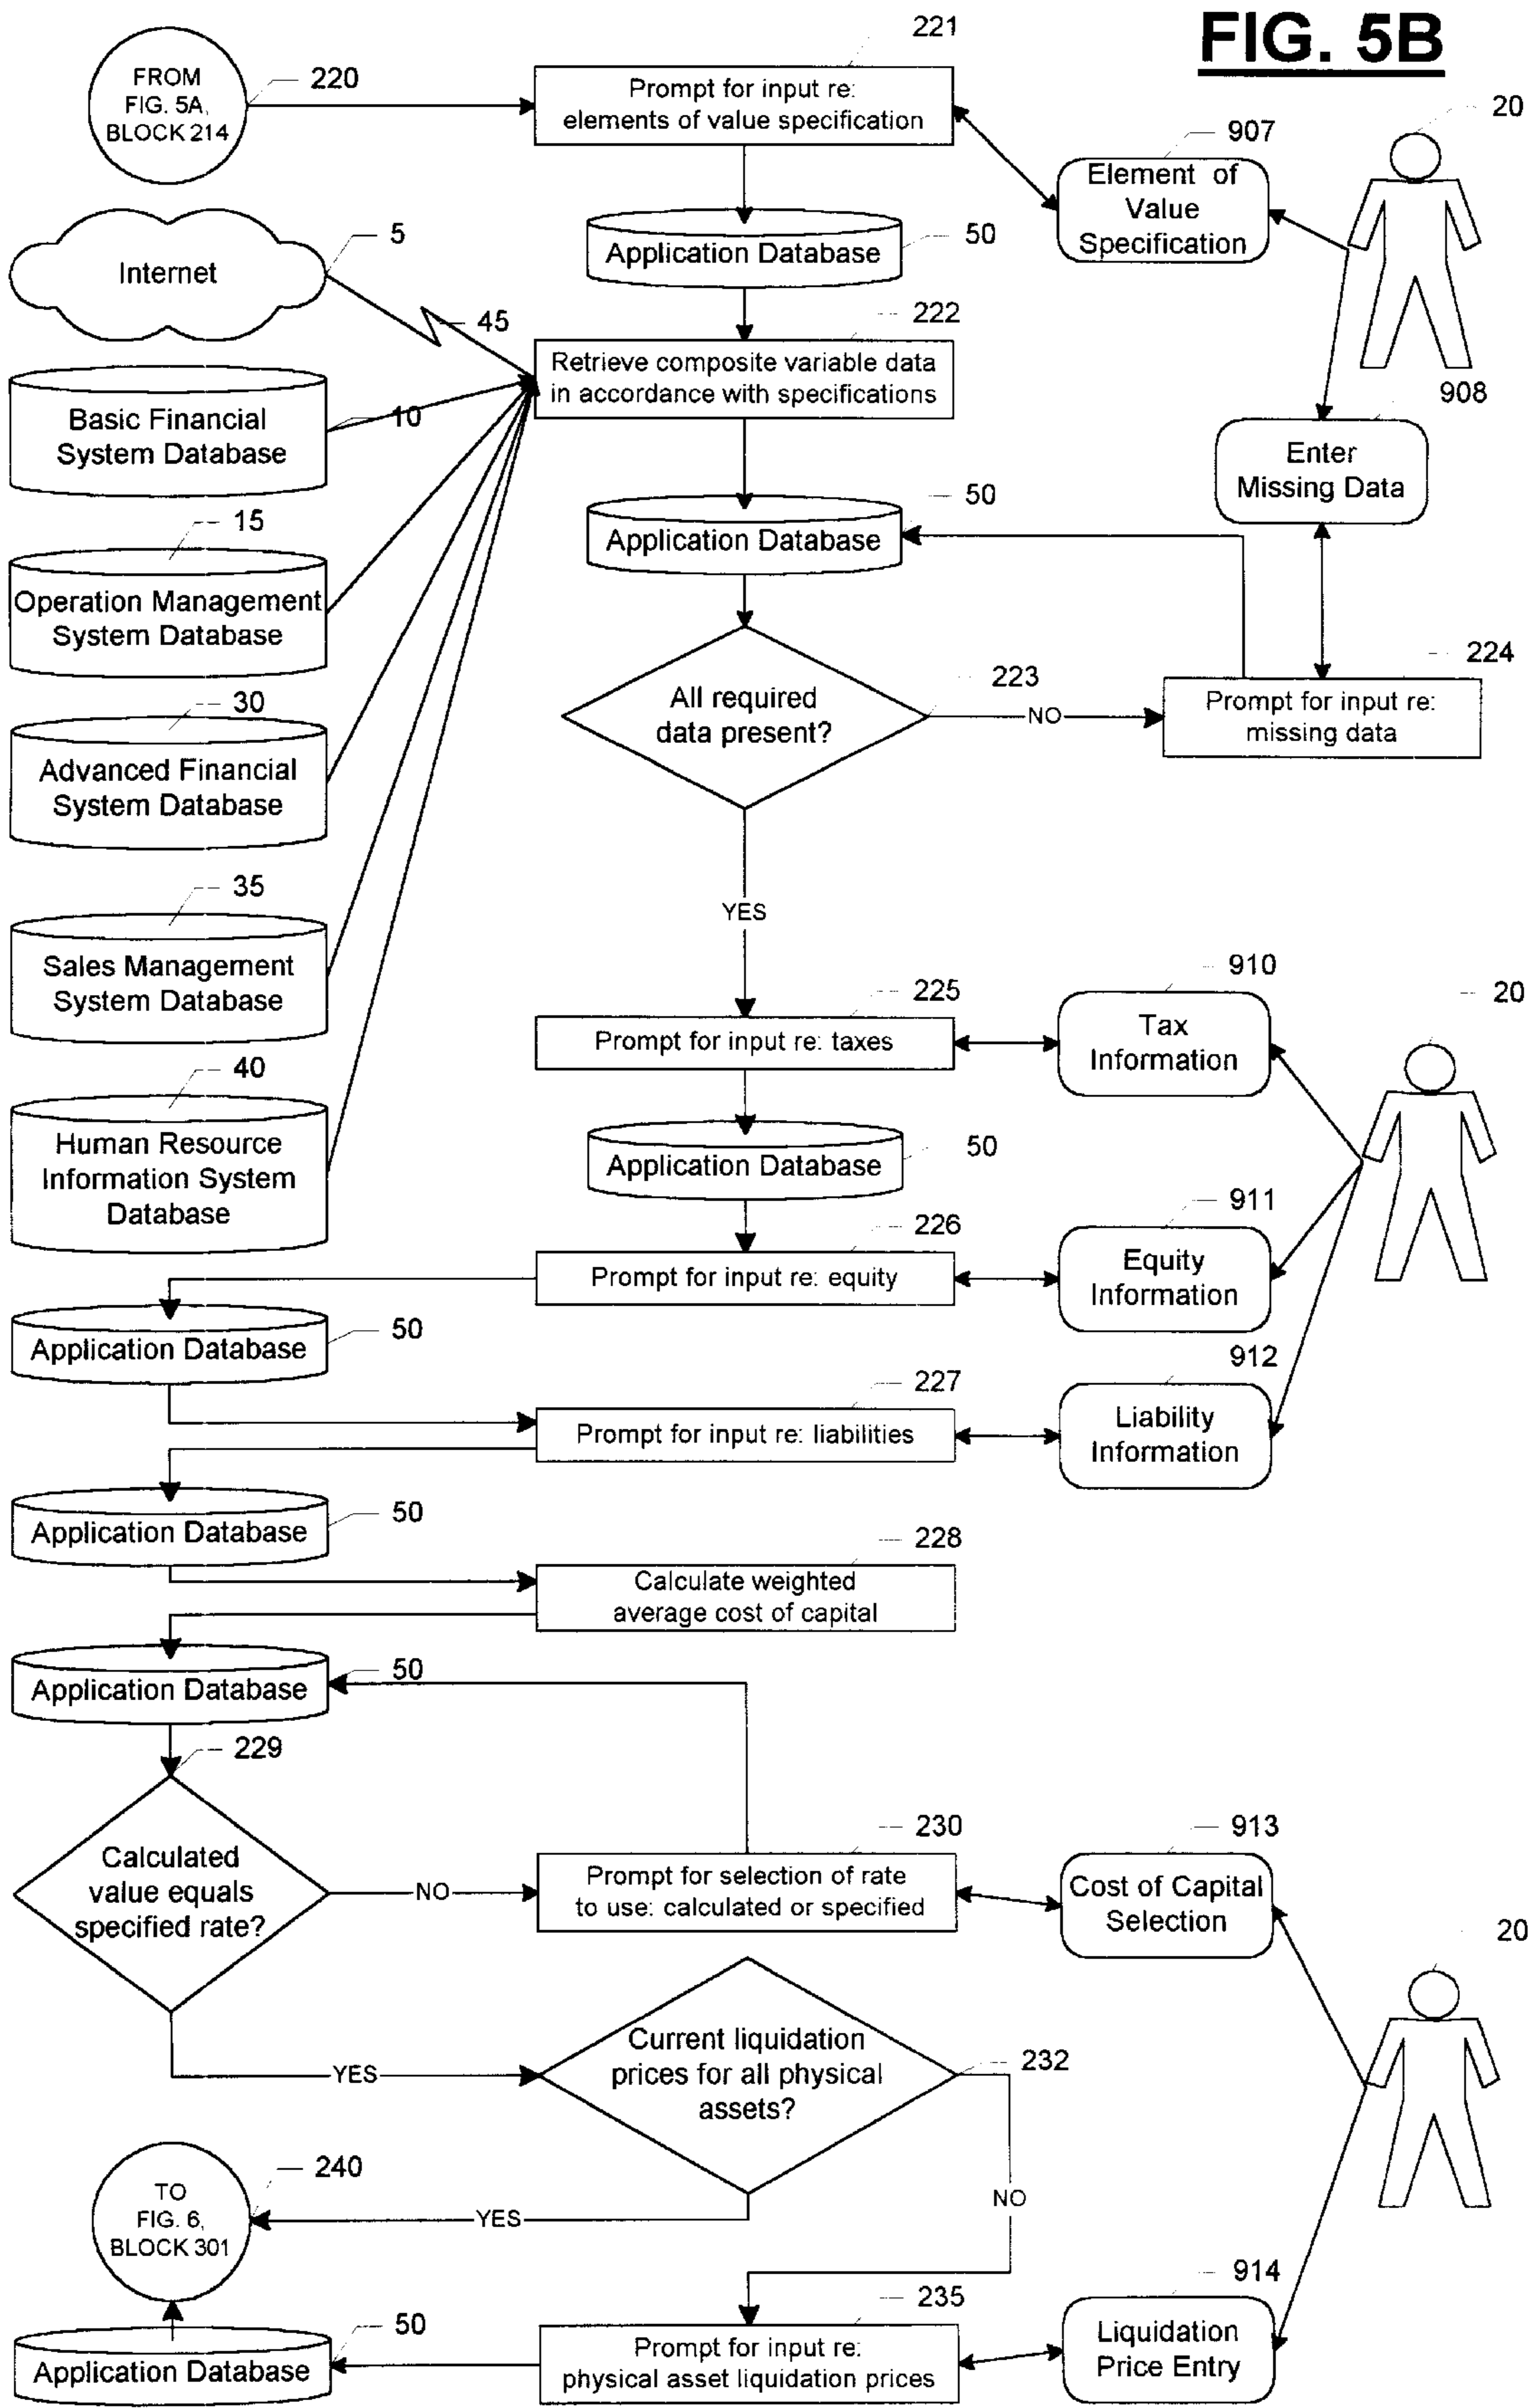 FIG. 5B
221
FROM
FIG. 5A,
BLOCK 214
220
Prompt for input re:
elements of value specification
20
907
Element of
Value
Specification
5
Internet
50
Application Database
45
222
Retrieve composite variable data
in accordance with specifications
908
10
Basic Financial
System Database
Enter
Missing Data
50
Application Database
15
Operation Management
System Database
224
223
All required
data present?
NO
Prompt for input re:
missing data
30
Advanced Financial
System Database
35
YES
Sales Management
System Database
910
225
20
Prompt for input re: taxes
Tax
Information
40
Human Resource
Information System
Database
50
Application Database
911
226
Prompt for input re: equity
Equity
Information
50
Application Database
912
227
Prompt for input re: liabilities
Liability
Information
50
Application Database
228
Calculate weighted
average cost of capital
50
Application Database
229
Calculated
value equals
specified rate?
NO
230
Prompt for selection of rate
to use: calculated or specified
913
Cost of Capital
Selection
20
YES
Current liquidation
prices for all physical
assets?
232
240
TO
FIG. 6,
BLOCK 301
YES
NO
914
235
50
Application Database
Prompt for input re:
physical asset liquidation prices
Liquidation
Price Entry